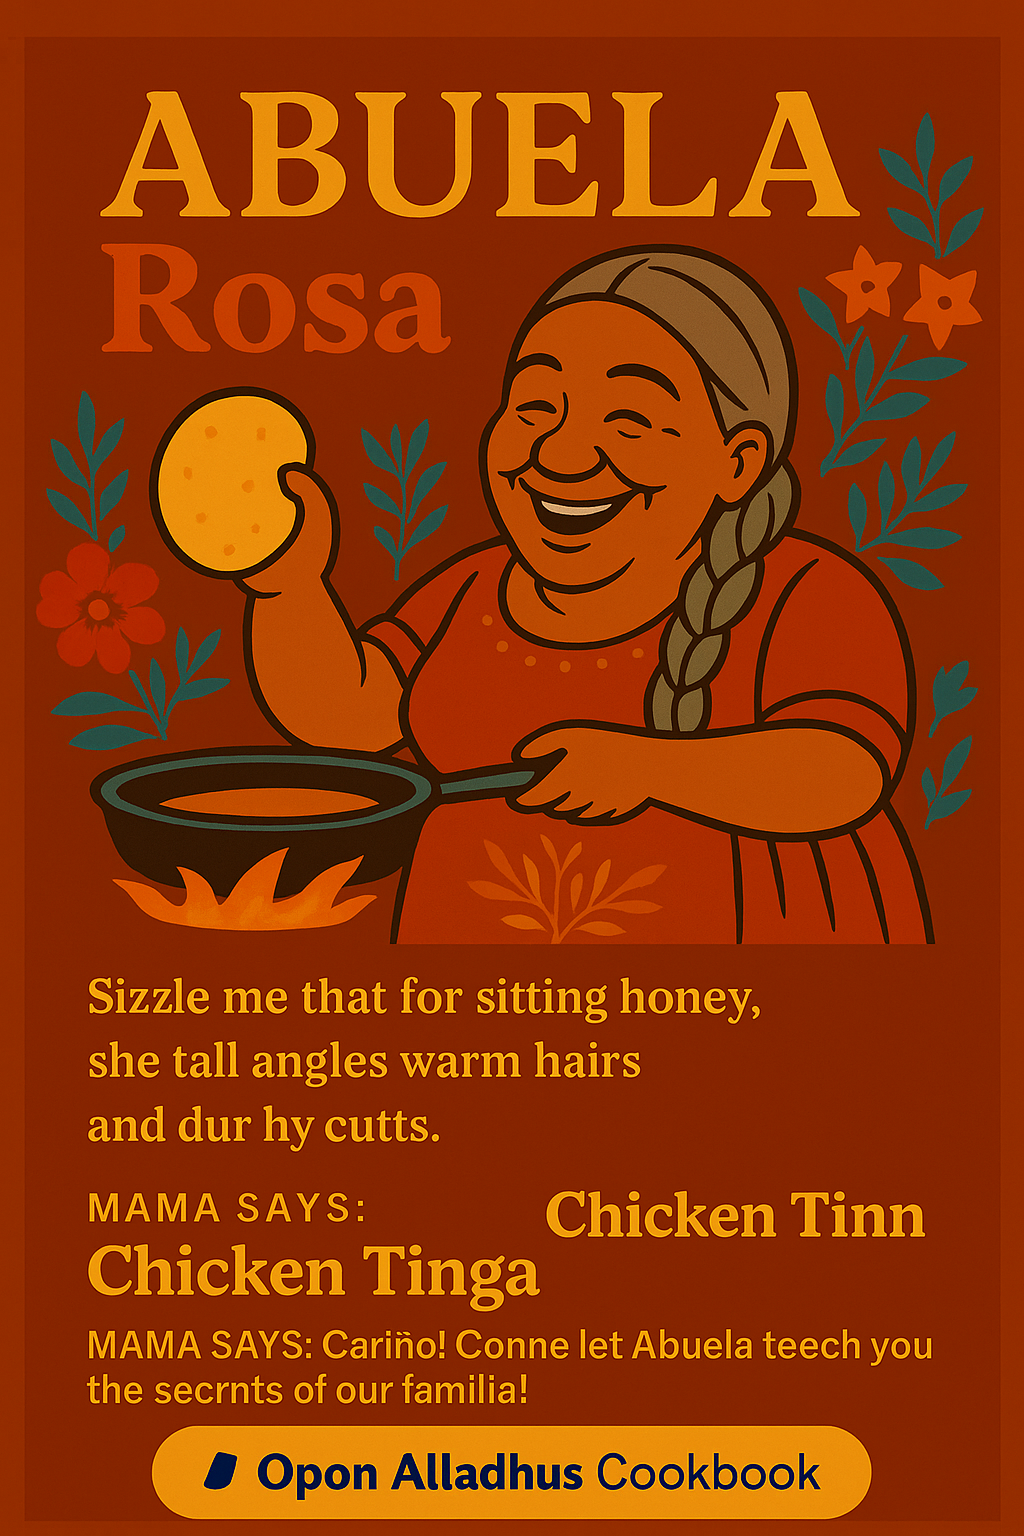 ABUELA
Rosa
Sizzle me that for sitting honey,
she tall angles warm hairs
and dur hy cutts.
MAMA SAYS:
Chicken Tinn
Chicken Tinga
MAMA SAYS: Cariño! Conne let Abuela teech you
the secrnts of our familia!
Opon Alladhus Cookbook